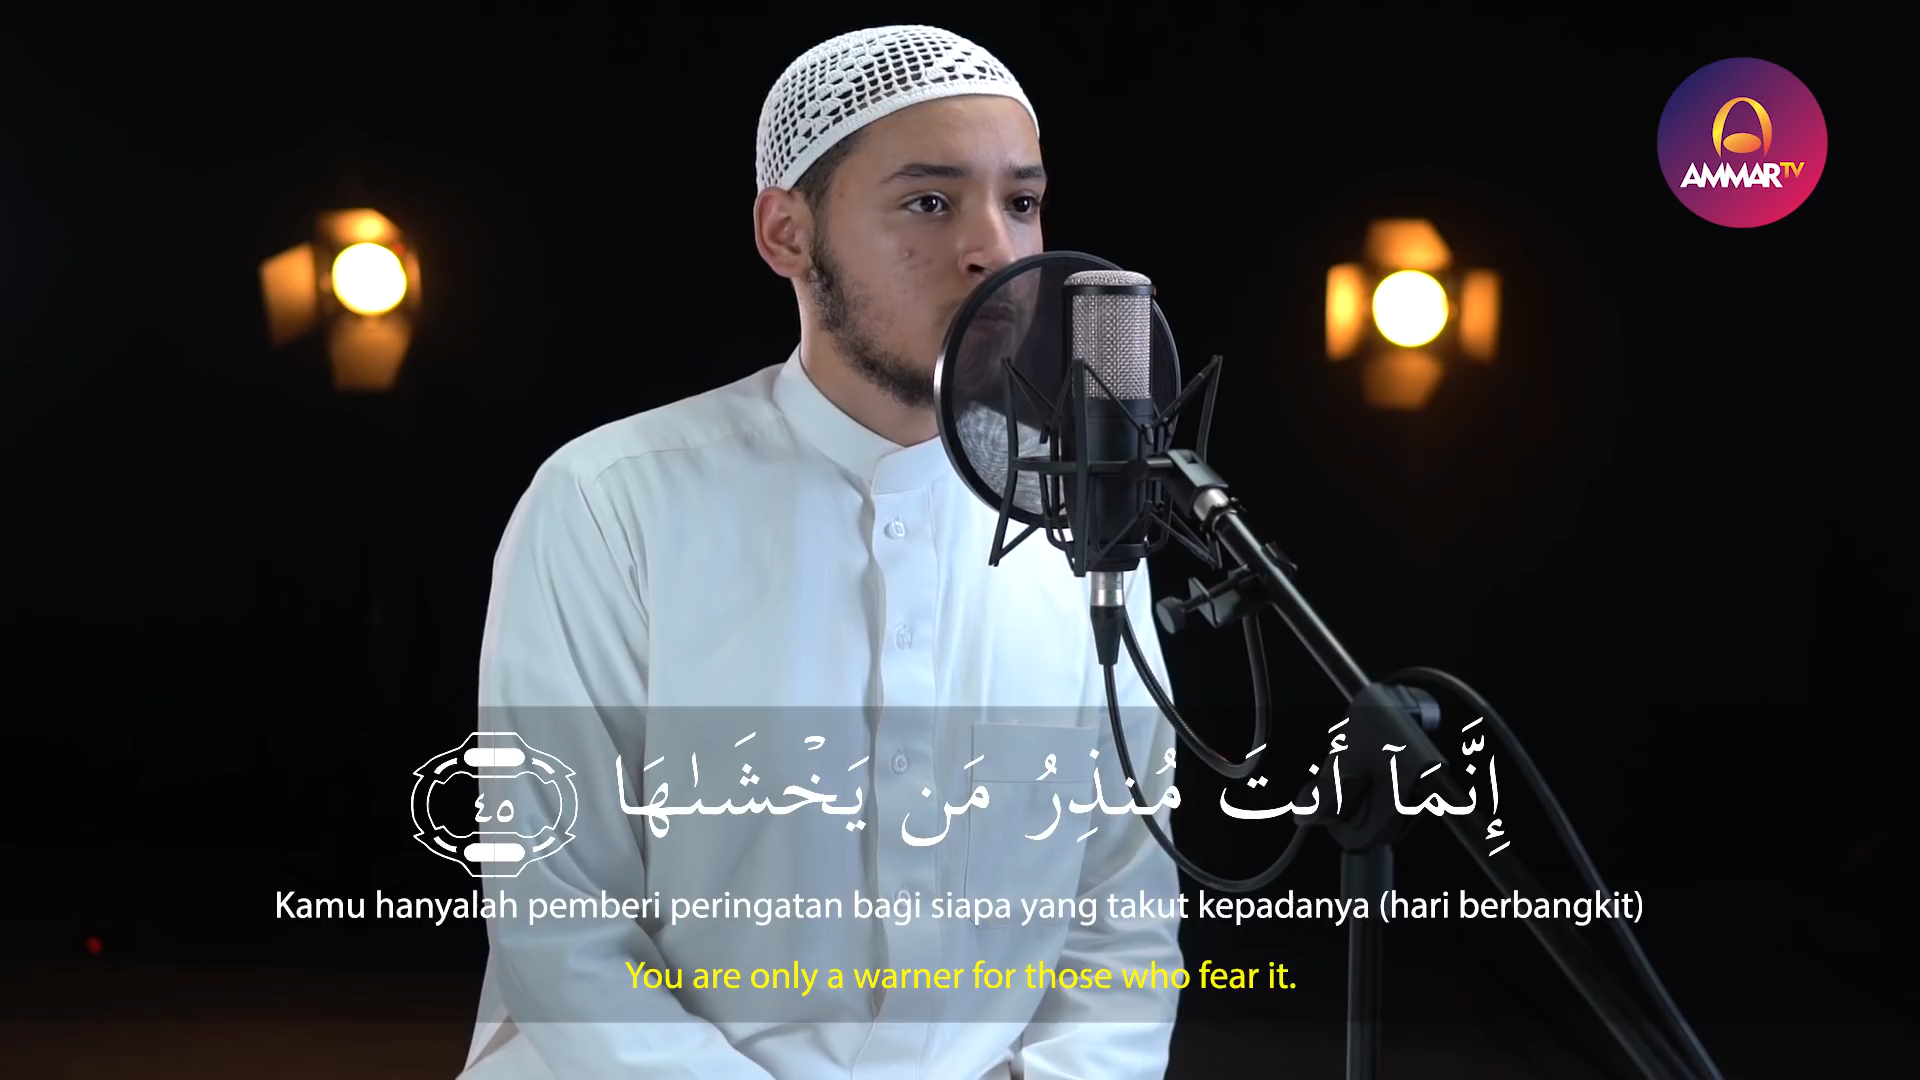 AMMARTV
إِنَّمَآ أَنتَ مُنذِرُ مَن يَخْشَىٰهَا ٤٥
Kamu hanyalah pemberi peringatan bagi siapa yang takut kepadanya (hari berbangkit)
You are only a warner for those who fear it.